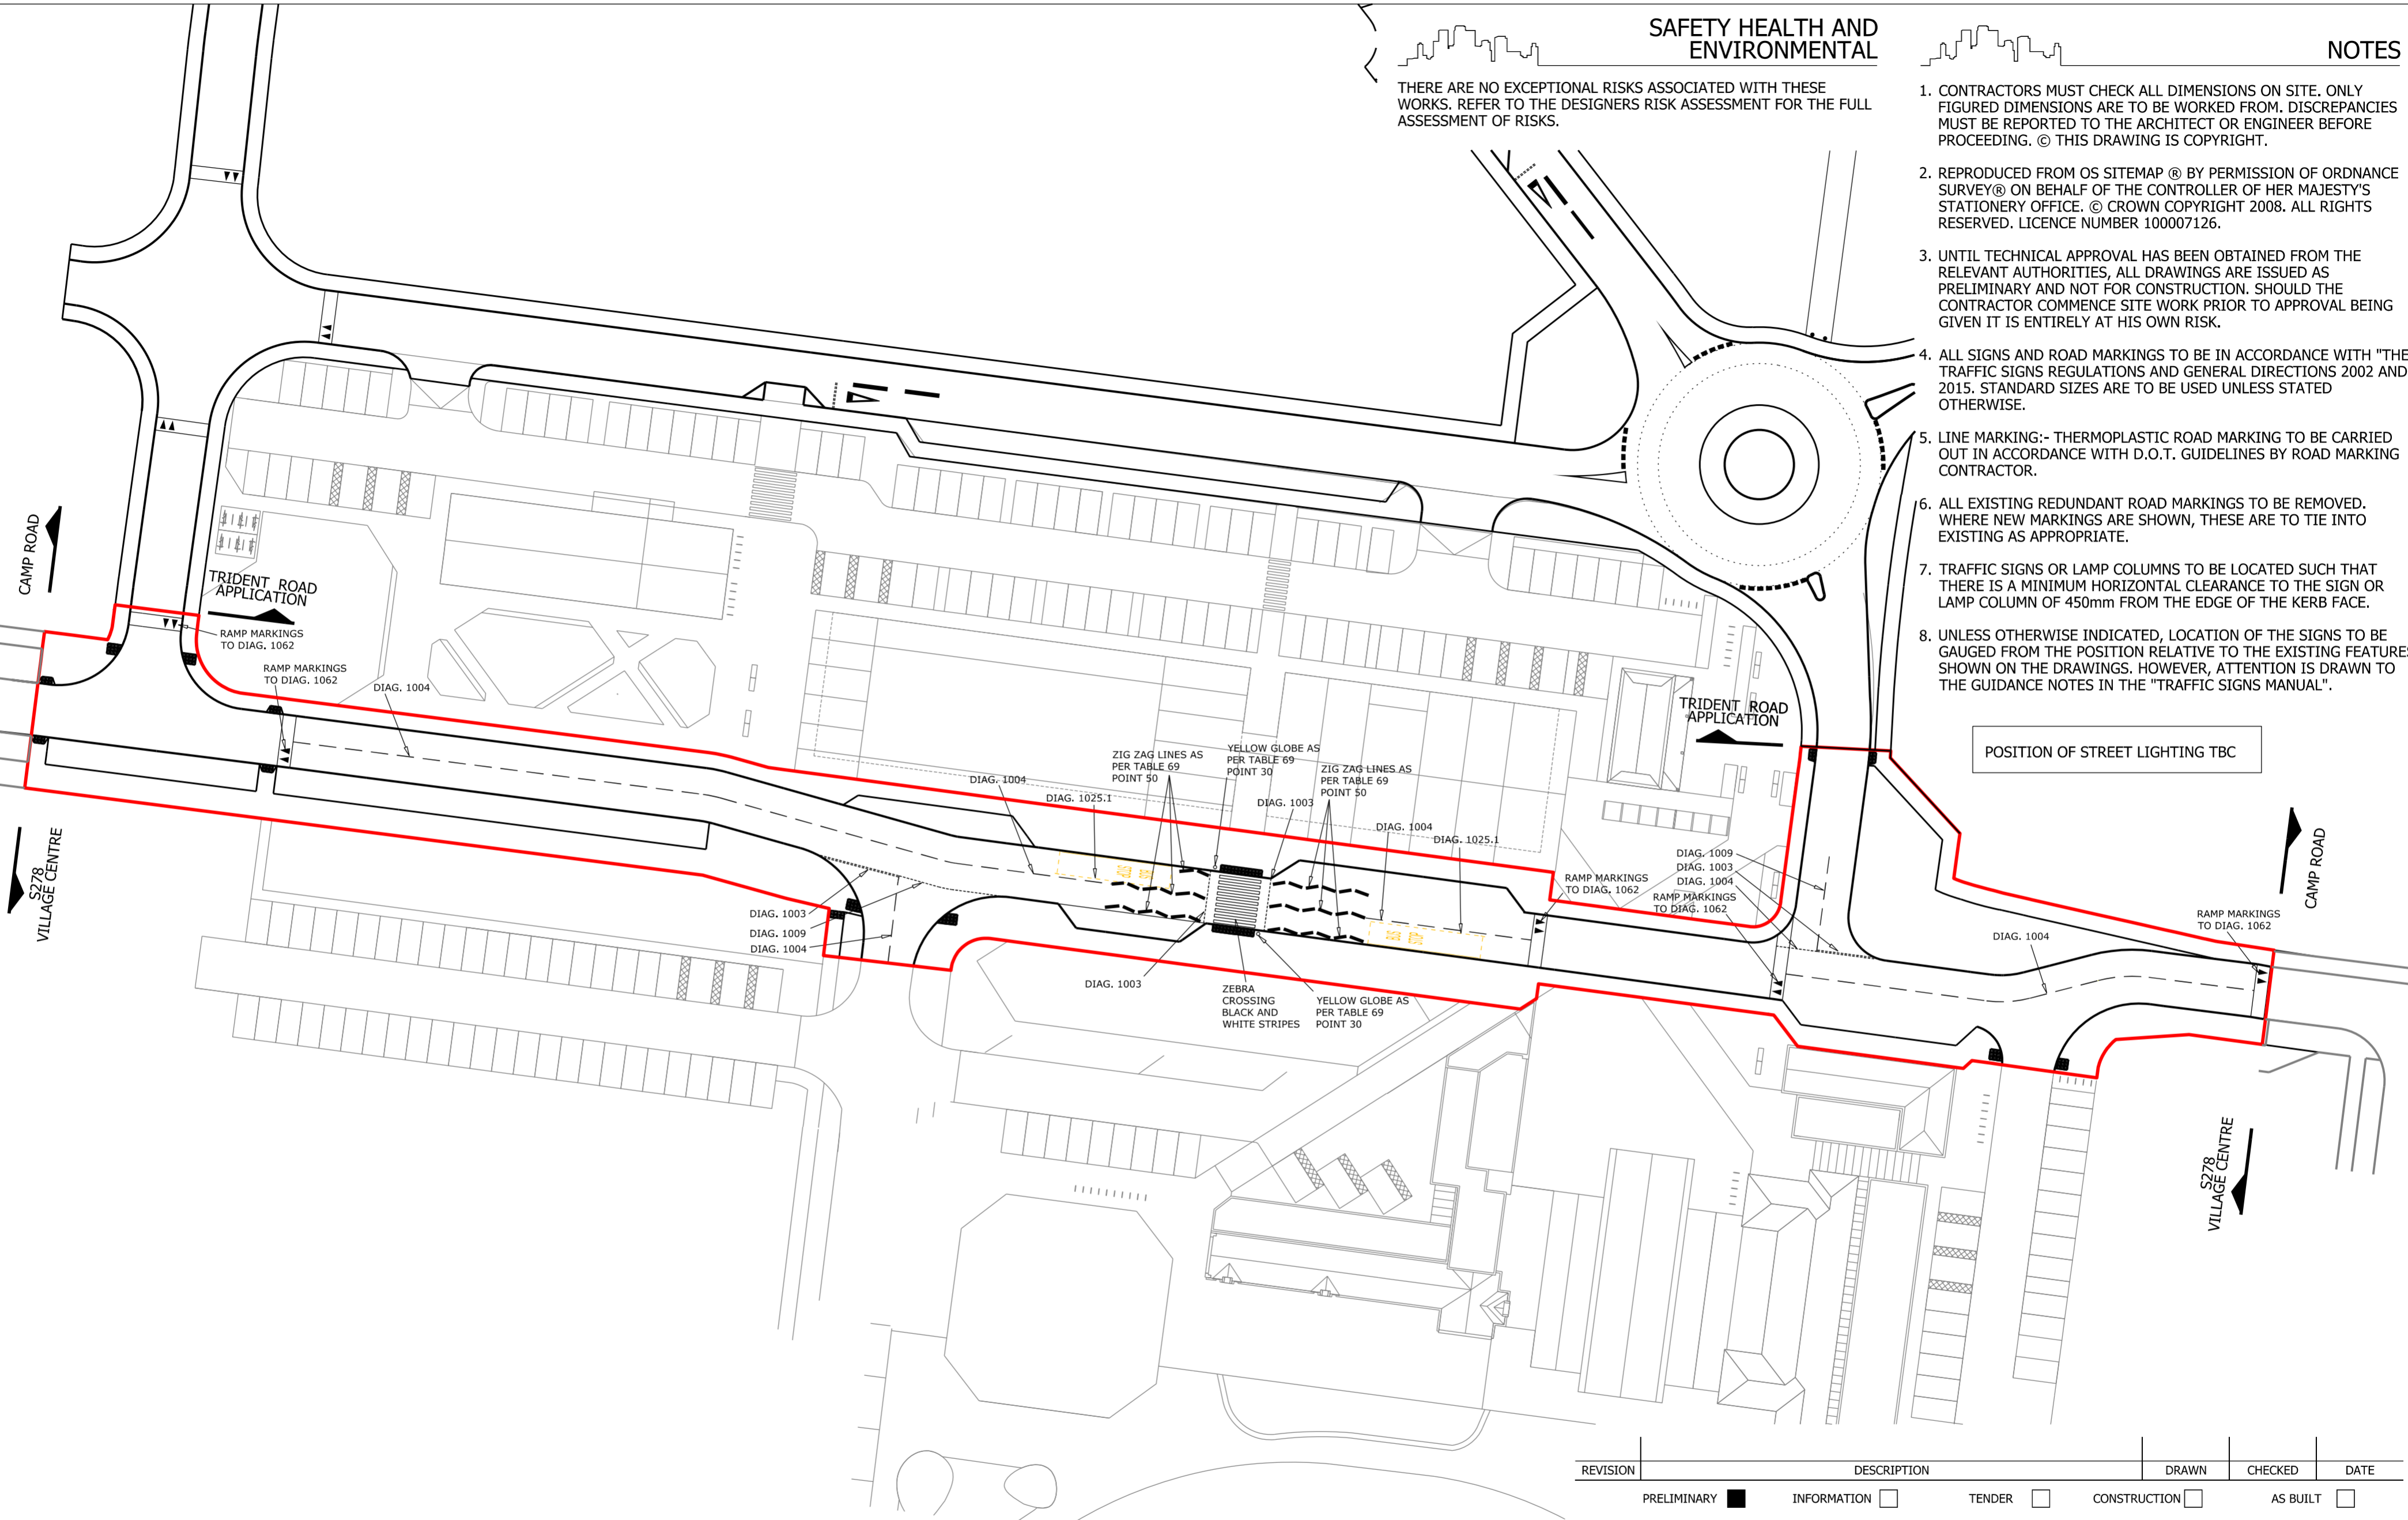 SAFETY HEALTH AND
ENVIRONMENTAL
THERE ARE NO EXCEPTIONAL RISKS ASSOCIATED WITH THESE
WORKS. REFER TO THE DESIGNERS RISK ASSESSMENT FOR THE FULL
ASSESSMENT OF RISKS.
NOTES
1. CONTRACTORS MUST CHECK ALL DIMENSIONS ON SITE. ONLY
FIGURED DIMENSIONS ARE TO BE WORKED FROM. DISCREPANCIES
MUST BE REPORTED TO THE ARCHITECT OR ENGINEER BEFORE
PROCEEDING. © THIS DRAWING IS COPYRIGHT.
2. REPRODUCED FROM OS SITEMAP ® BY PERMISSION OF ORDNANCE
SURVEY® ON BEHALF OF THE CONTROLLER OF HER MAJESTY'S
STATIONERY OFFICE. © CROWN COPYRIGHT 2008. ALL RIGHTS
RESERVED. LICENCE NUMBER 100007126.
3. UNTIL TECHNICAL APPROVAL HAS BEEN OBTAINED FROM THE
RELEVANT AUTHORITIES, ALL DRAWINGS ARE ISSUED AS
PRELIMINARY AND NOT FOR CONSTRUCTION. SHOULD THE
CONTRACTOR COMMENCE SITE WORK PRIOR TO APPROVAL BEING
GIVEN IT IS ENTIRELY AT HIS OWN RISK.
4. ALL SIGNS AND ROAD MARKINGS TO BE IN ACCORDANCE WITH "THE
TRAFFIC SIGNS REGULATIONS AND GENERAL DIRECTIONS 2002 AND
2015. STANDARD SIZES ARE TO BE USED UNLESS STATED
OTHERWISE.
5. LINE MARKING:- THERMOPLASTIC ROAD MARKING TO BE CARRIED
OUT IN ACCORDANCE WITH D.O.T. GUIDELINES BY ROAD MARKING
CONTRACTOR.
6. ALL EXISTING REDUNDANT ROAD MARKINGS TO BE REMOVED.
WHERE NEW MARKINGS ARE SHOWN, THESE ARE TO TIE INTO
EXISTING AS APPROPRIATE.
7. TRAFFIC SIGNS OR LAMP COLUMNS TO BE LOCATED SUCH THAT
THERE IS A MINIMUM HORIZONTAL CLEARANCE TO THE SIGN OR
LAMP COLUMN OF 450mm FROM THE EDGE OF THE KERB FACE.
8. UNLESS OTHERWISE INDICATED, LOCATION OF THE SIGNS TO BE
GAUGED FROM THE POSITION RELATIVE TO THE EXISTING FEATURES
SHOWN ON THE DRAWINGS. HOWEVER, ATTENTION IS DRAWN TO
THE GUIDANCE NOTES IN THE "TRAFFIC SIGNS MANUAL".
POSITION OF STREET LIGHTING TBC
CAMP ROAD
TRIDENT ROAD
APPLICATION
RAMP MARKINGS
TO DIAG. 1062
RAMP MARKINGS
TO DIAG. 1062
DIAG. 1004
S278
VILLAGE CENTRE
DIAG. 1004
DIAG. 1025.1
ZIG ZAG LINES AS
PER TABLE 69
POINT 50
YELLOW GLOBE AS
PER TABLE 69
POINT 30
ZIG ZAG LINES AS
PER TABLE 69
POINT 50
DIAG. 1003
DIAG. 1004
DIAG. 1025.1
TRIDENT ROAD
APPLICATION
RAMP MARKINGS
TO DIAG. 1062
DIAG. 1009
DIAG. 1003
DIAG. 1004
RAMP MARKINGS
TO DIAG. 1062
DIAG. 1003
DIAG. 1009
DIAG. 1004
DIAG. 1003
ZEBRA
CROSSING
BLACK AND
WHITE STRIPES
YELLOW GLOBE AS
PER TABLE 69
POINT 30
DIAG. 1004
RAMP MARKINGS
TO DIAG. 1062
CAMP ROAD
S278
VILLAGE CENTRE
REVISION DESCRIPTION DRAWN CHECKED DATE
PRELIMINARY INFORMATION TENDER CONSTRUCTION AS BUILT